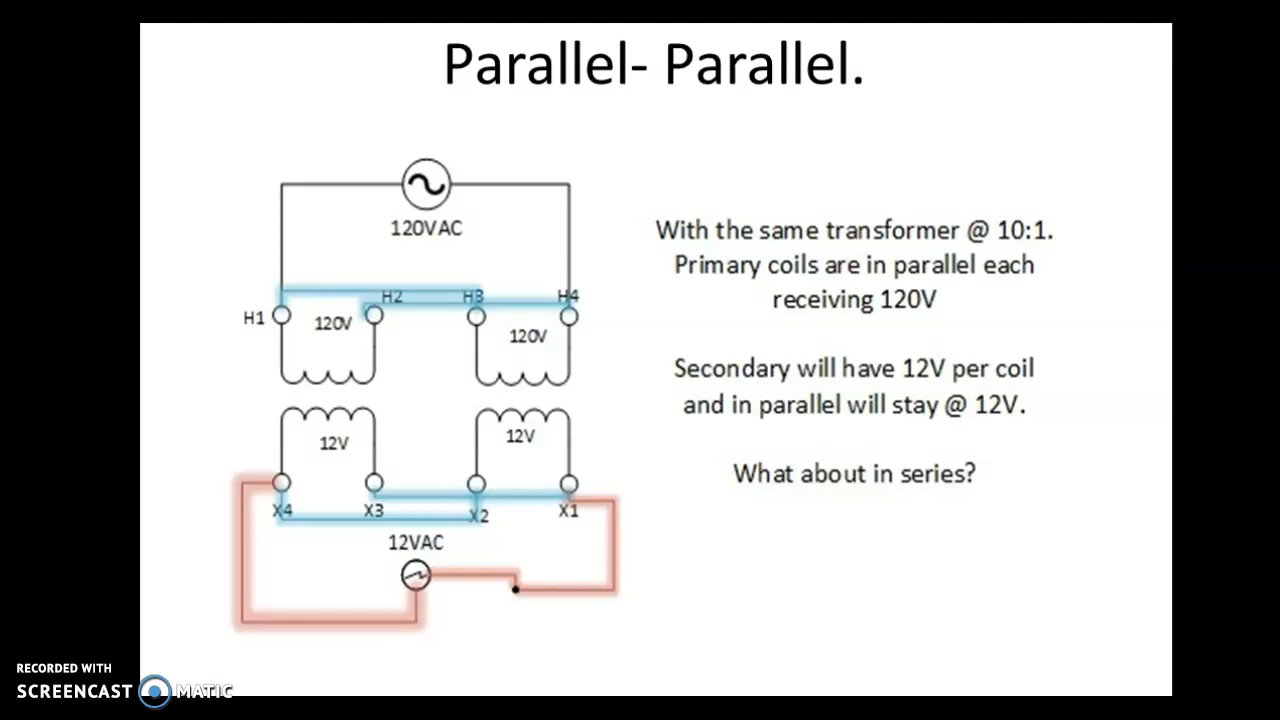 Parallel- Parallel.
120VAC
With the same transformer @ 10:1.
Primary coils are in parallel each
receiving 120V
H2
H3
H4
H1
120V
120V
Secondary will have 12V per coil
and in parallel will stay @ 12V.
12V
12V
What about in series?
X4
X3
X2
X1
12VAC
RECORDED WITH
SCREENCAST MATIC